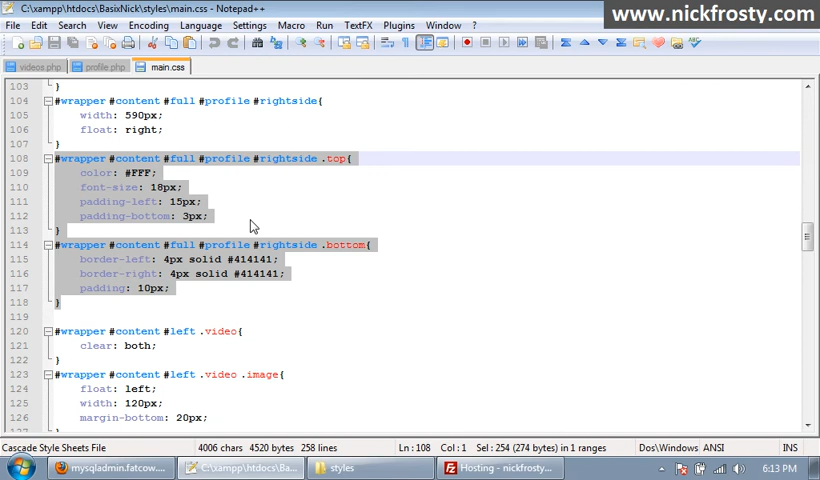 C:\xampp\htdocs\BasixNick\styles\main.css - Notepad++
www.nickfrosty.com
File Edit Search View Encoding Language Settings Macro Run TextFX Plugins Window ?
videos.php profile.php main.css
103 }
104 #wrapper #content #full #profile #rightside{
105 width: 590px;
106 float: right;
107 }
108 #wrapper #content #full #profile #rightside .top{
109 color: #FFF;
110 font-size: 18px;
111 padding-left: 15px;
112 padding-bottom: 3px;
113 }
114 #wrapper #content #full #profile #rightside .bottom{
115 border-left: 4px solid #414141;
116 border-right: 4px solid #414141;
117 padding: 10px;
118 }
119
120 #wrapper #content #left .video{
121 clear: both;
122 }
123 #wrapper #content #left .video .image{
124 float: left;
125 width: 120px;
126 margin-bottom: 20px;
127 }
Cascade Style Sheets File 4006 chars 4520 bytes 258 lines Ln : 108 Col : 1 Sel : 254 (274 bytes) in 1 ranges Dos\Windows ANSI INS
mysqladmin.fatcow.... C:\xampp\htdocs\Ba... styles Hosting - nickfrosty... 6:13 PM